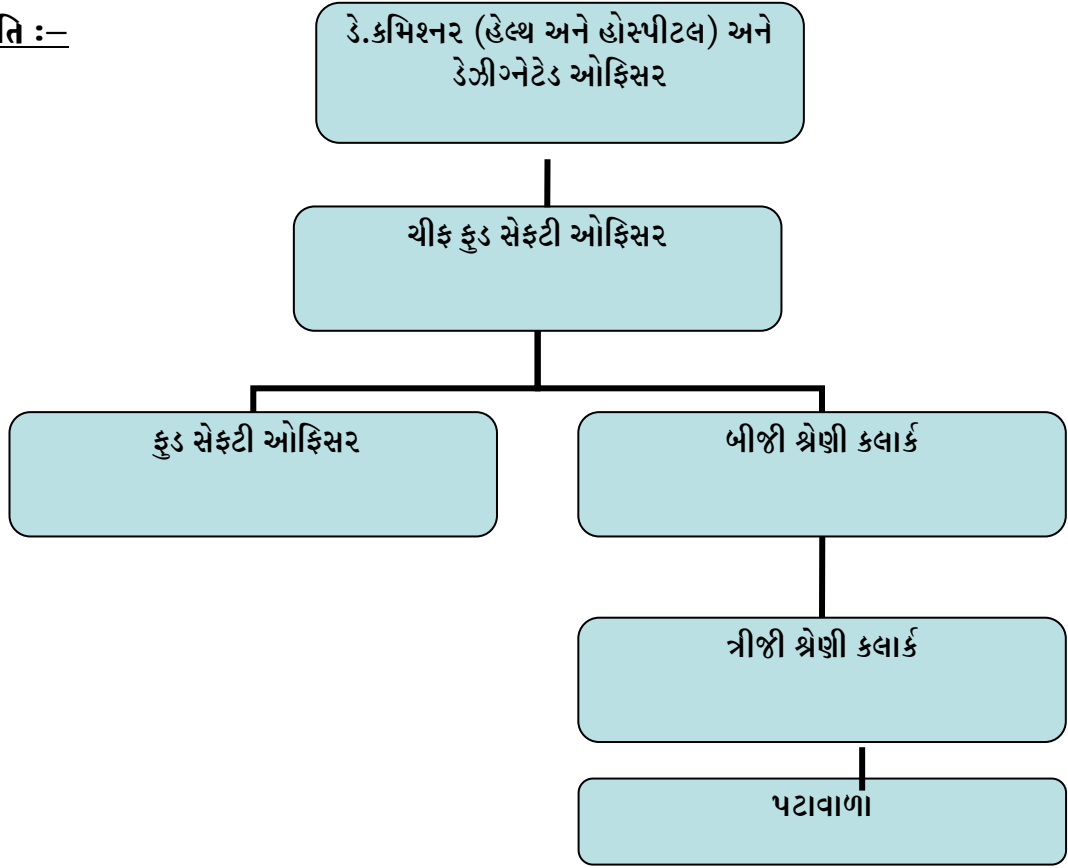 તિ :–
ડે.કમિશ્નર (હેલ્થ અને હોસ્પીટલ) અને
ડેઝીગ્નેટેડ ઓફિસર
ચીફ ફુડ સેફટી ઓફિસર
ફુડ સેફટી ઓફિસર
બીજી શ્રેણી કલાર્ક
ત્રીજી શ્રેણી કલાર્ક
પટાવાળા